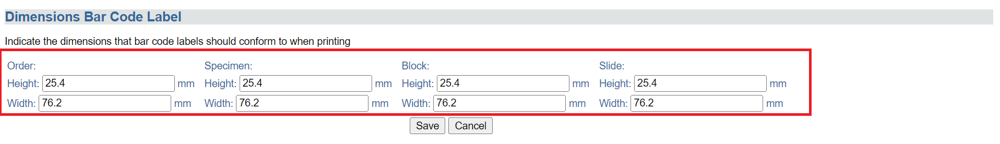 Dimensions Bar Code Label
Indicate the dimensions that bar code labels should conform to when printing
Order: Specimen: Block: Slide:
Height: 25.4 mm Height: 25.4 mm Height: 25.4 mm Height: 25.4 mm
Width: 76.2 mm Width: 76.2 mm Width: 76.2 mm Width: 76.2 mm
Save Cancel